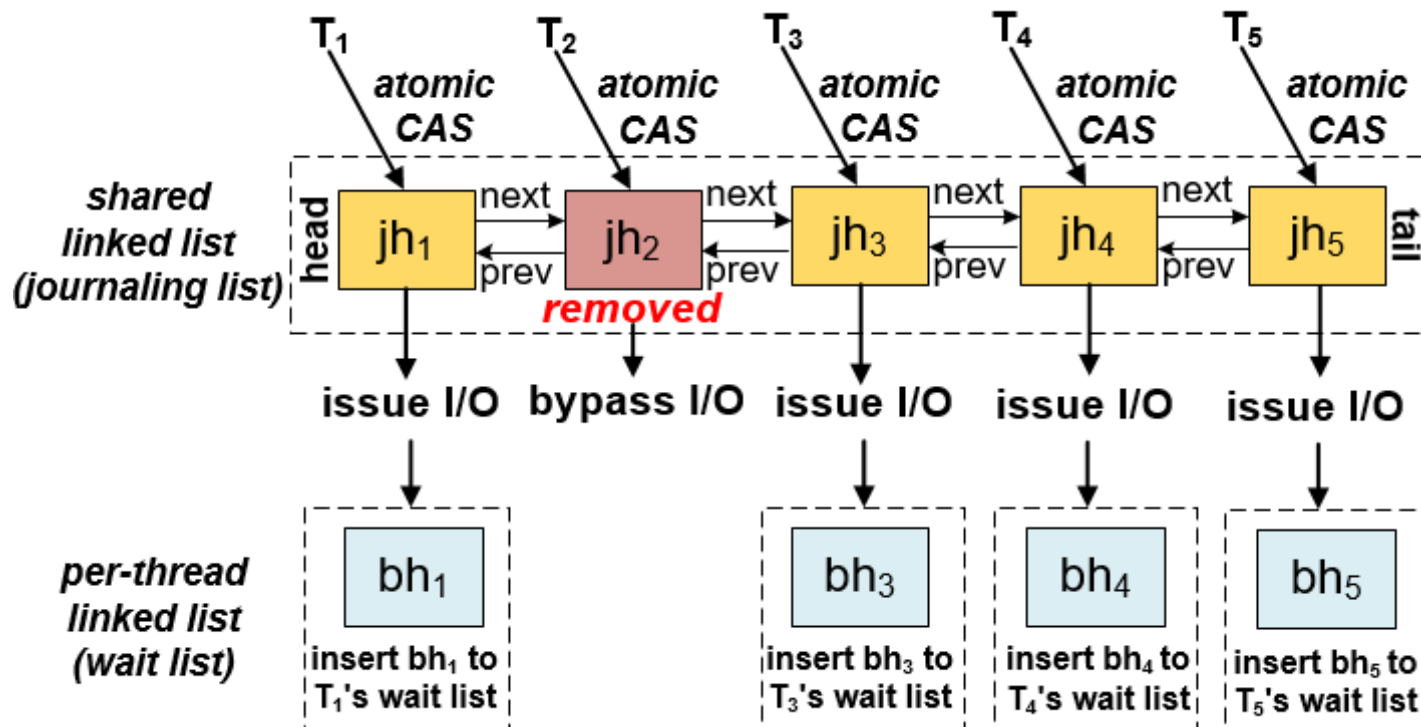 T₁ T₂ T₃ T₄ T₅
atomic CAS atomic CAS atomic CAS atomic CAS atomic CAS
shared
linked list
(journaling list)
head
jh₁ next prev jh₂ next prev jh₃ next prev jh₄ next prev jh₅
tail
removed
issue I/O bypass I/O issue I/O issue I/O issue I/O
per-thread
linked list
(wait list)
bh₁ bh₃ bh₄ bh₅
insert bh₁ to insert bh₃ to insert bh₄ to insert bh₅ to
T₁'s wait list T₃'s wait list T₄'s wait list T₅'s wait list